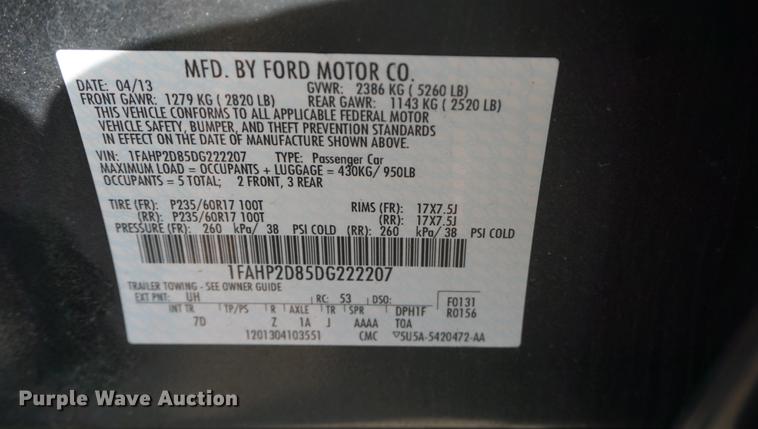 MFD. BY FORD MOTOR CO.
DATE: 04/13 GVWR: 2386 KG ( 5260 LB)
FRONT GAWR: 1279 KG ( 2820 LB) REAR GAWR: 1143 KG ( 2520 LB)
THIS VEHICLE CONFORMS TO ALL APPLICABLE FEDERAL MOTOR
VEHICLE SAFETY, BUMPER, AND THEFT PREVENTION STANDARDS
IN EFFECT ON THE DATE OF MANUFACTURE SHOWN ABOVE.
VIN: 1FAHP2D85DG222207 TYPE: Passenger Car
MAXIMUM LOAD = OCCUPANTS + LUGGAGE = 430KG/ 950LB
OCCUPANTS = 5 TOTAL; 2 FRONT, 3 REAR
TIRE (FR): P235/60R17 100T RIMS (FR): 17X7.5J
(RR): P235/60R17 100T (RR): 17X7.5J
PRESSURE (FR): 260 kPa/ 38 PSI COLD (RR): 260 kPa/ 38 PSI COLD
1FAHP2D85DG222207
TRAILER TOWING - SEE OWNER GUIDE
EXT PNT: UH RC: 53 DSO: F0131
INT TR TP/PS R AXLE TR SPR DPH1F R0156
7D Z 1A J AAAA TOA
1201304103551 CMC ▽5U5A-5420472-AA
Purple Wave Auction